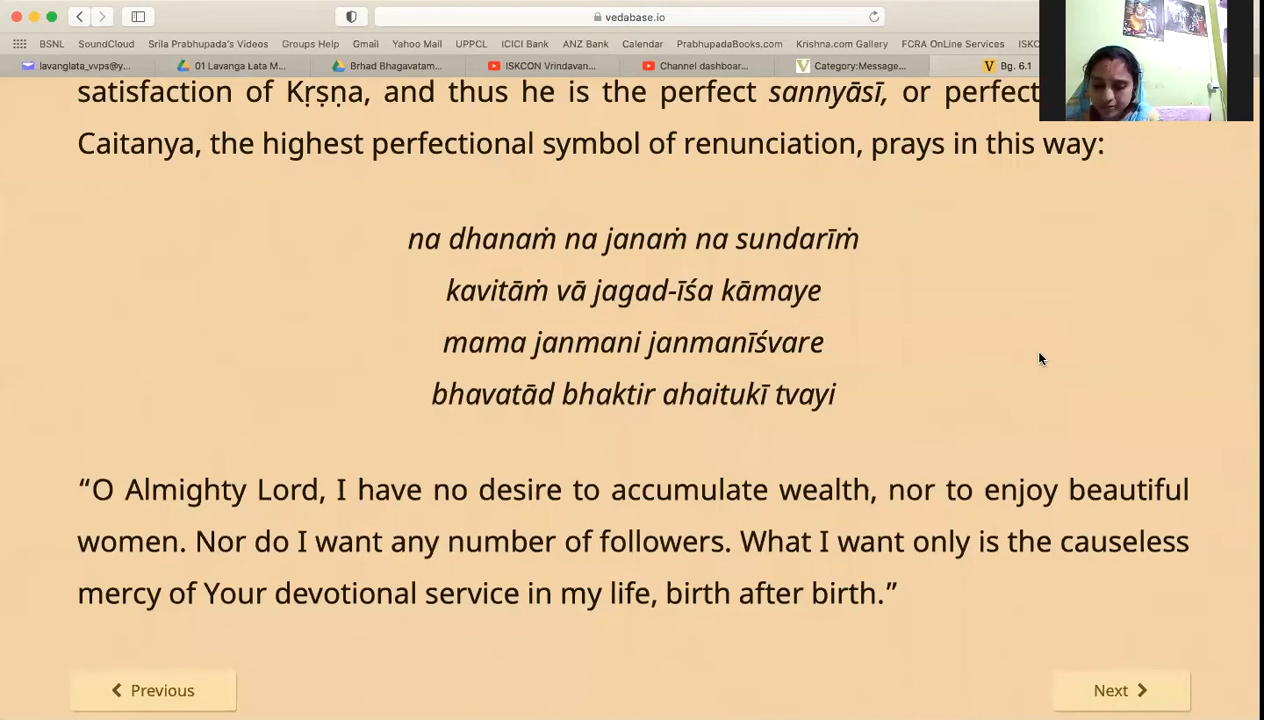 vedabase.io
BSNL SoundCloud Srila Prabhupada's Videos Groups Help Gmail Yahoo Mail UPPCL ICICI Bank ANZ Bank Calendar PrabhupadaBooks.com Krishna.com Gallery FCRA OnLine Services
lavanglata_vvps@y... 01 Lavanga Lata M... Brhad Bhagavatam... ISKCON Vrindavan... Channel dashboar... Category:Message... Bg. 6.1
satisfaction of Kṛṣṇa, and thus he is the perfect sannyāsī, or perfect
Caitanya, the highest perfectional symbol of renunciation, prays in this way:
na dhanaṁ na janaṁ na sundarīṁ
kavitāṁ vā jagad-īśa kāmaye
mama janmani janmanīśvare
bhavatād bhaktir ahaitukī tvayi
“O Almighty Lord, I have no desire to accumulate wealth, nor to enjoy beautiful
women. Nor do I want any number of followers. What I want only is the causeless
mercy of Your devotional service in my life, birth after birth.”
Previous Next